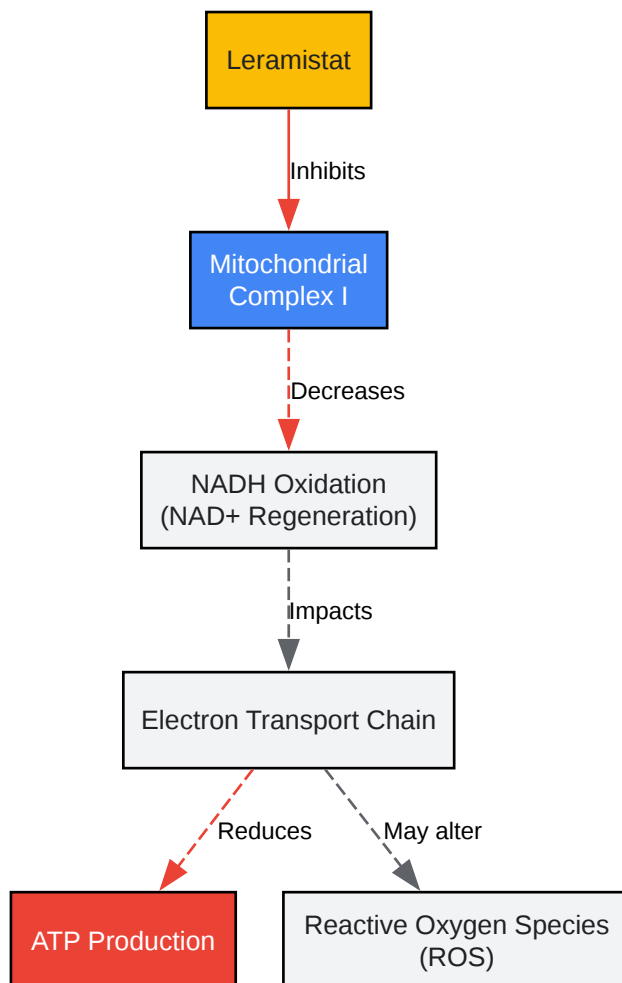 Leramistat
Inhibits
Mitochondrial
Complex I
Decreases
NADH Oxidation
(NAD+ Regeneration)
Impacts
Electron Transport Chain
Reduces
May alter
ATP Production
Reactive Oxygen Species
(ROS)